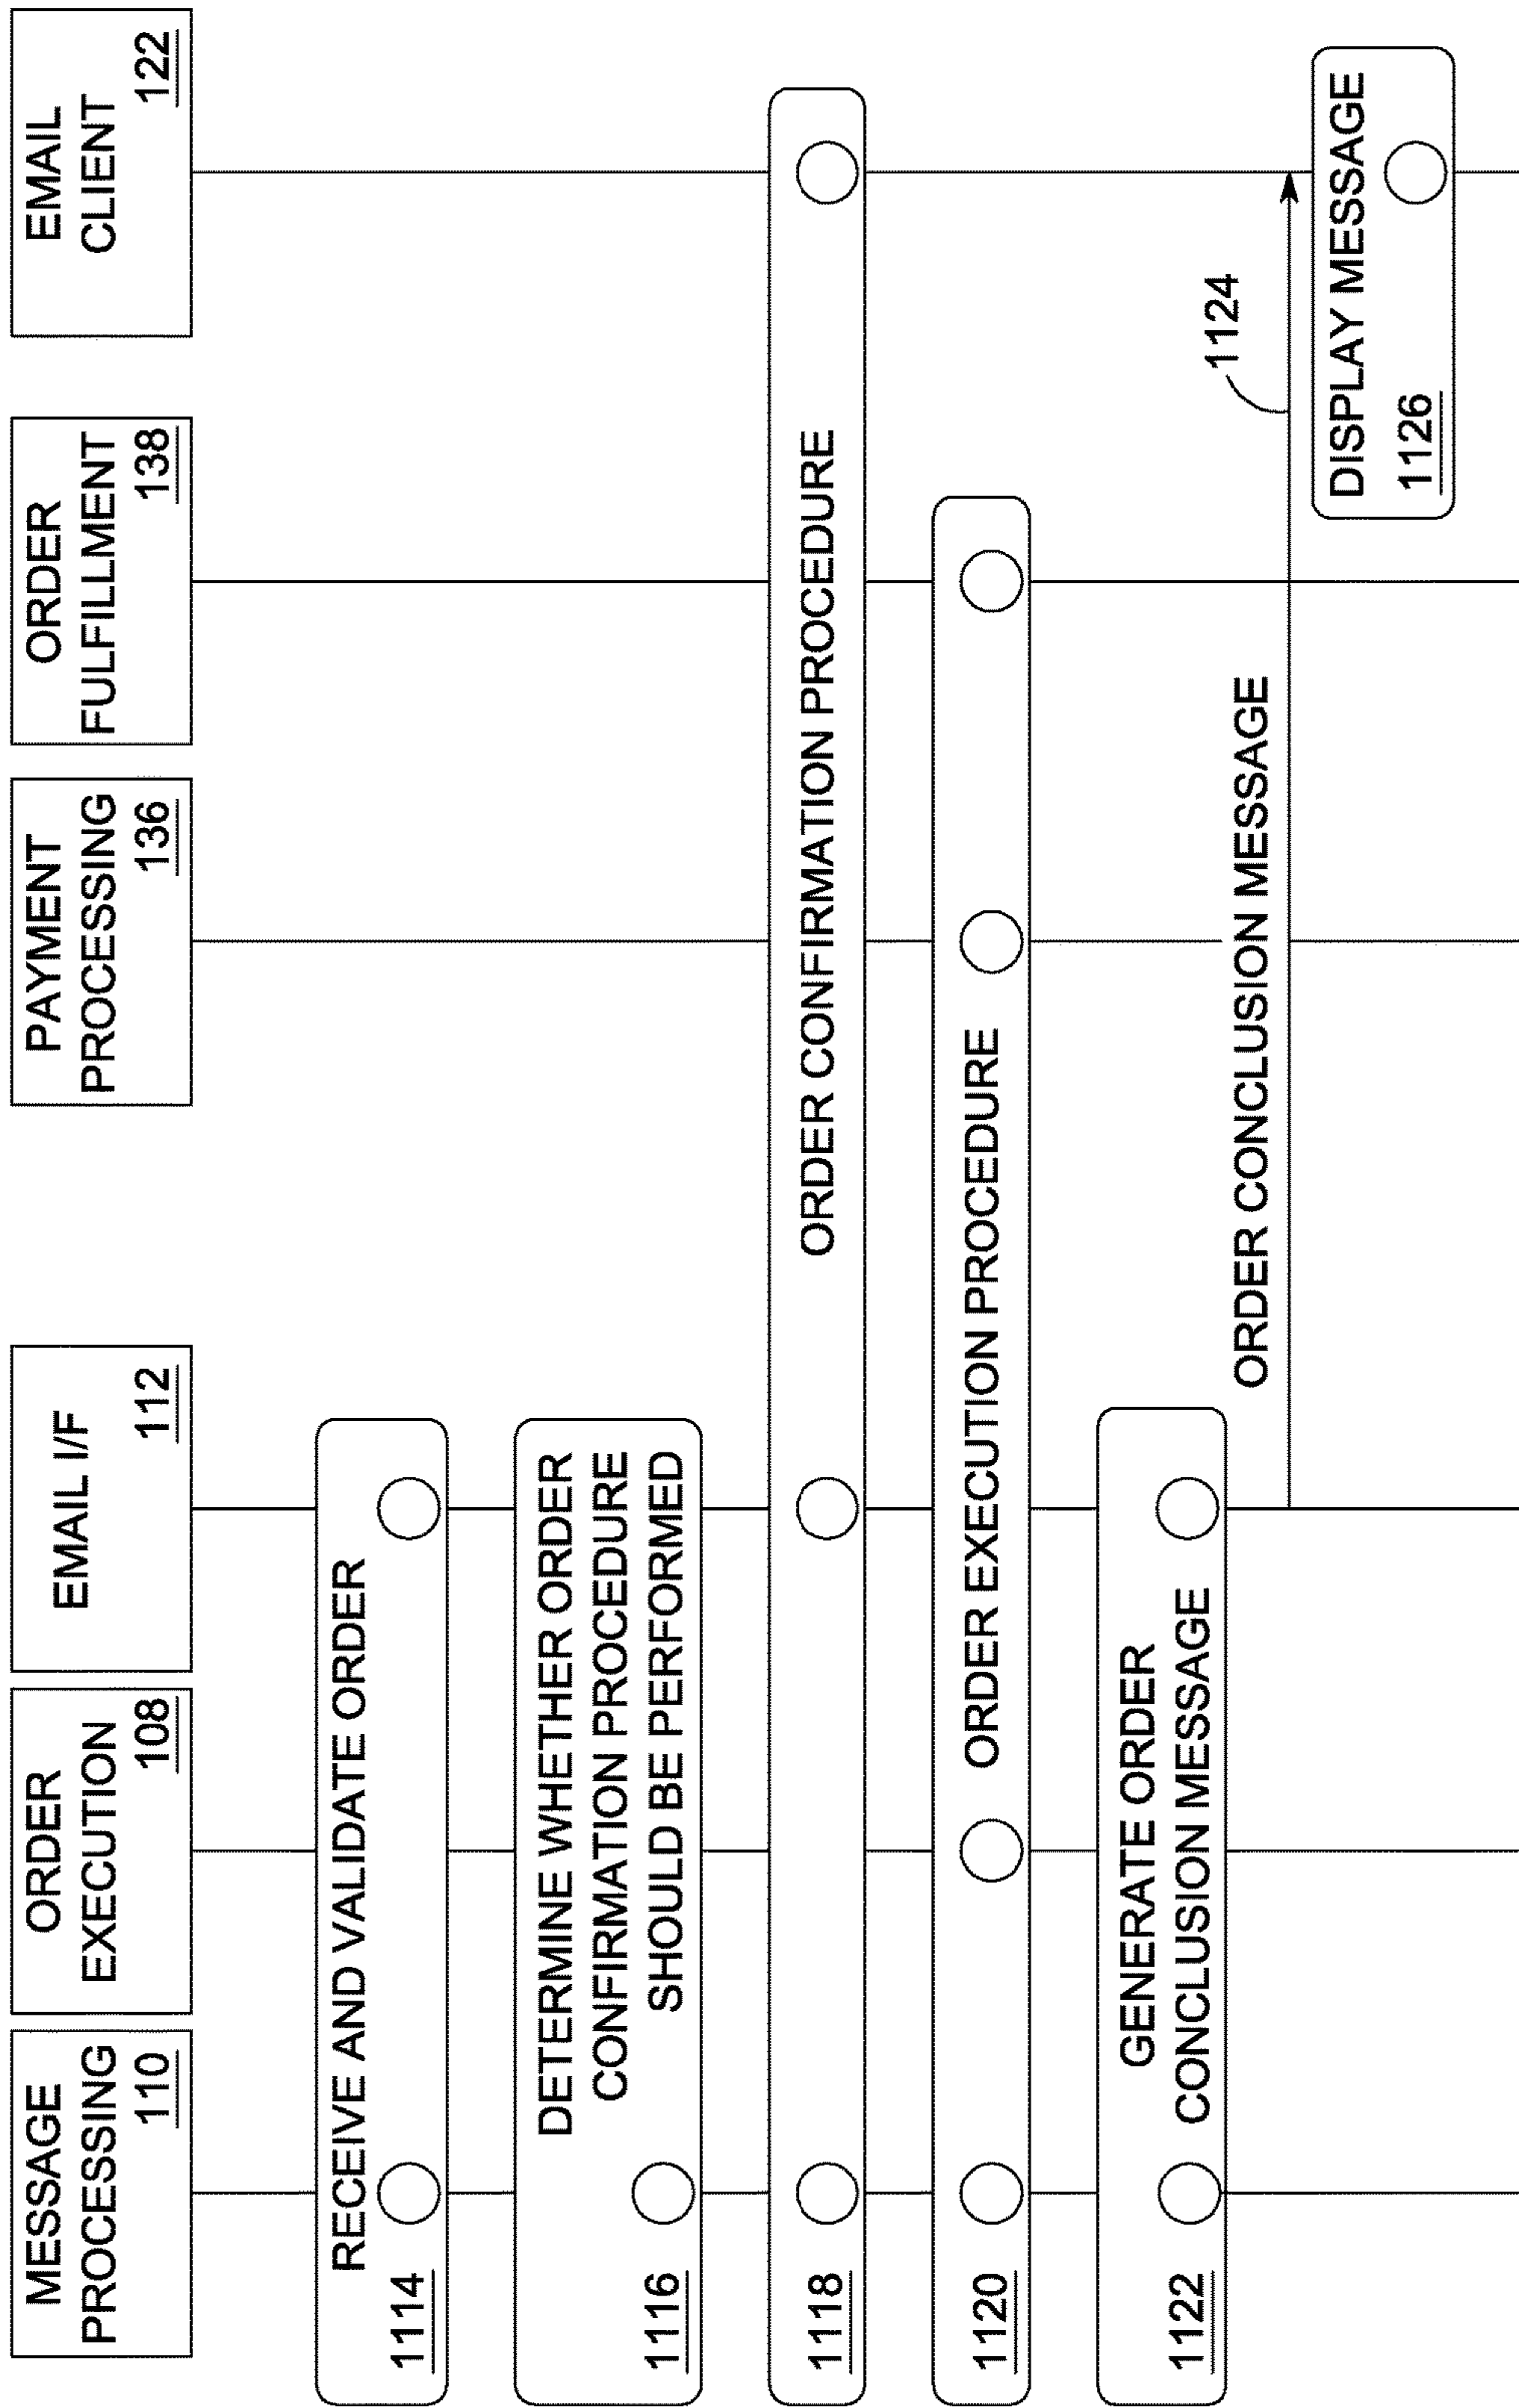 MESSAGE
PROCESSING
110
ORDER
EXECUTION
108
EMAIL I/F
112
PAYMENT
PROCESSING
136
ORDER
FULFILLMENT
138
EMAIL
CLIENT
122
RECEIVE AND VALIDATE ORDER
1114
DETERMINE WHETHER ORDER
CONFIRMATION PROCEDURE
SHOULD BE PERFORMED
1116
ORDER CONFIRMATION PROCEDURE
1118
ORDER EXECUTION PROCEDURE
1120
GENERATE ORDER
CONCLUSION MESSAGE
1122
ORDER CONCLUSION MESSAGE
1124
DISPLAY MESSAGE
1126